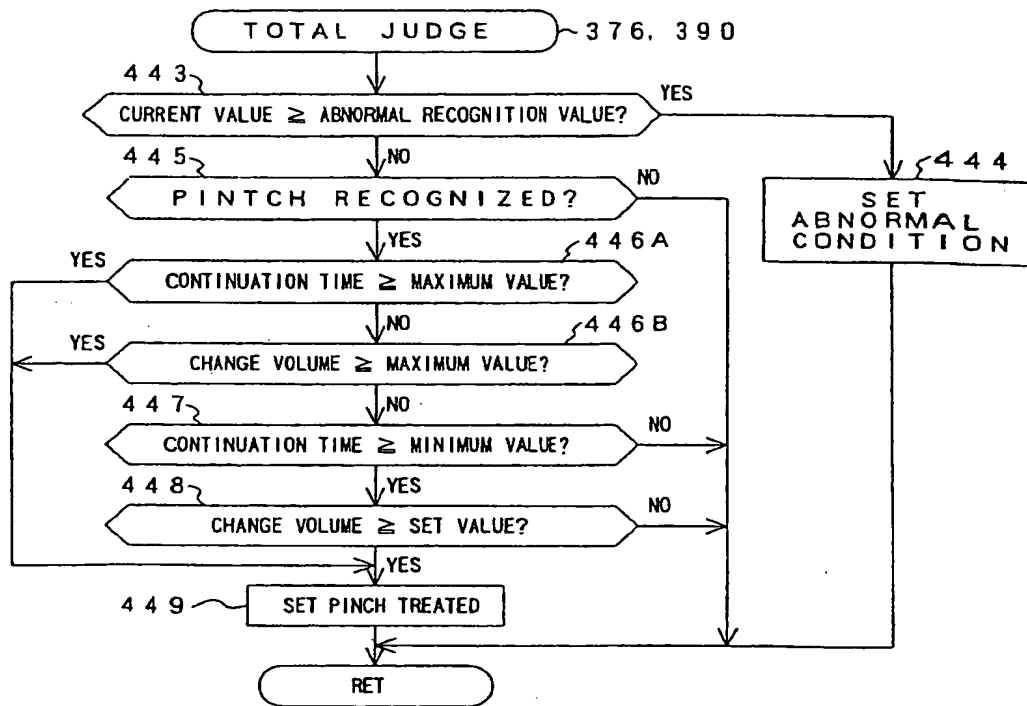 TOTAL JUDGE
376, 390
443
CURRENT VALUE ≧ ABNORMAL RECOGNITION VALUE?
YES
NO
444
SET
ABNORMAL
CONDITION
445
PINTCH RECOGNIZED?
NO
YES
446A
YES
CONTINUATION TIME ≧ MAXIMUM VALUE?
NO
446B
YES
CHANGE VOLUME ≧ MAXIMUM VALUE?
NO
447
CONTINUATION TIME ≧ MINIMUM VALUE?
NO
YES
448
CHANGE VOLUME ≧ SET VALUE?
NO
YES
449
SET PINCH TREATED
RET